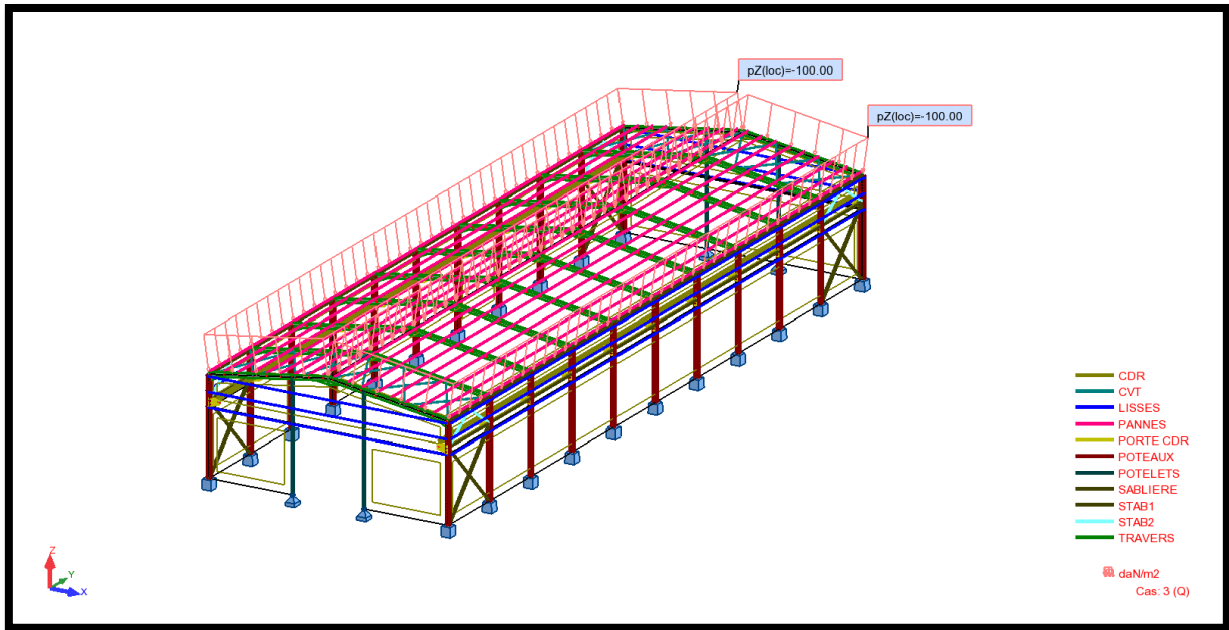 pZ(loc)=-100.00
pZ(loc)=-100.00
CDR
CVT
LISSES
PANNES
PORTE CDR
POTEAUX
POTELETS
SABLIERE
STAB1
STAB2
TRAVERS
daN/m2
Cas: 3 (Q)
Z
Y
X